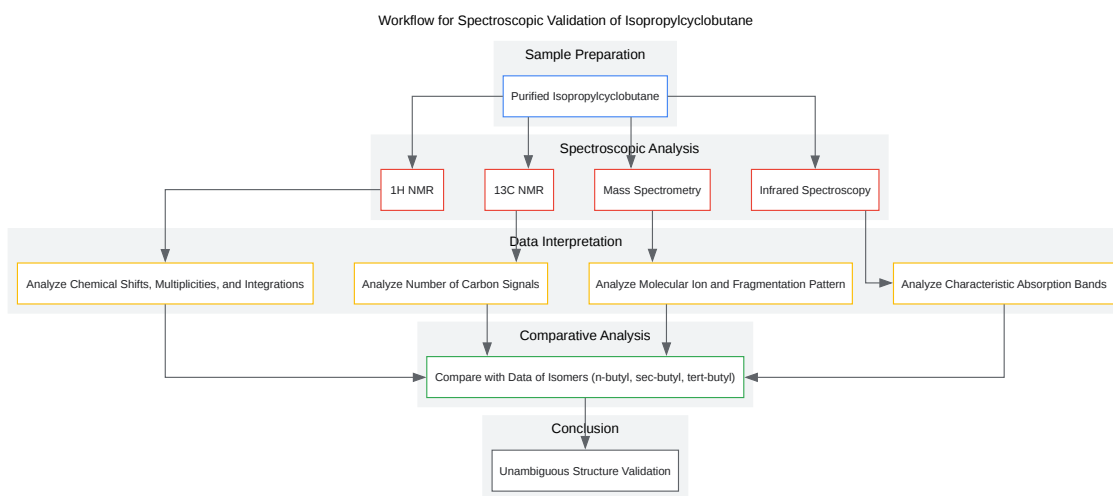 Workflow for Spectroscopic Validation of Isopropylcyclobutane
Sample Preparation
Purified Isopropylcyclobutane
Spectroscopic Analysis
1H NMR
13C NMR
Mass Spectrometry
Infrared Spectroscopy
Data Interpretation
Analyze Chemical Shifts, Multiplicities, and Integrations
Analyze Number of Carbon Signals
Analyze Molecular Ion and Fragmentation Pattern
Analyze Characteristic Absorption Bands
Comparative Analysis
Compare with Data of Isomers (n-butyl, sec-butyl, tert-butyl)
Conclusion
Unambiguous Structure Validation